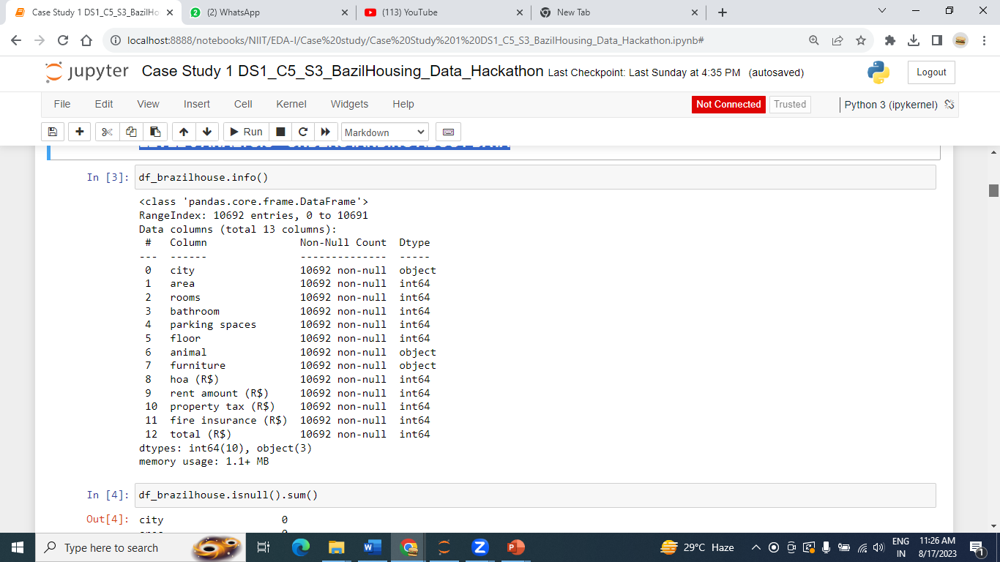 Case Study 1 DS1_C5_S3_BazilHo
(2) WhatsApp
(113) YouTube
New Tab
localhost:8888/notebooks/NIIT/EDA-I/Case%20study/Case%20Study%201%20DS1_C5_S3_BazilHousing_Data_Hackathon.ipynb#
jupyter Case Study 1 DS1_C5_S3_BazilHousing_Data_Hackathon Last Checkpoint: Last Sunday at 4:35 PM (autosaved)
Logout
File Edit View Insert Cell Kernel Widgets Help Not Connected Trusted Python 3 (ipykernel)
Run Markdown
In [3]: df_brazilhouse.info()
<class 'pandas.core.frame.DataFrame'>
RangeIndex: 10692 entries, 0 to 10691
Data columns (total 13 columns):
# Column Non-Null Count Dtype
--- ------ -------------- -----
0 city 10692 non-null object
1 area 10692 non-null int64
2 rooms 10692 non-null int64
3 bathroom 10692 non-null int64
4 parking spaces 10692 non-null int64
5 floor 10692 non-null int64
6 animal 10692 non-null object
7 furniture 10692 non-null object
8 hoa (R$) 10692 non-null int64
9 rent amount (R$) 10692 non-null int64
10 property tax (R$) 10692 non-null int64
11 fire insurance (R$) 10692 non-null int64
12 total (R$) 10692 non-null int64
dtypes: int64(10), object(3)
memory usage: 1.1+ MB
In [4]: df_brazilhouse.isnull().sum()
Out[4]: city 0
Type here to search
29°C Haze
ENG
IN
11:26 AM
8/17/2023
1